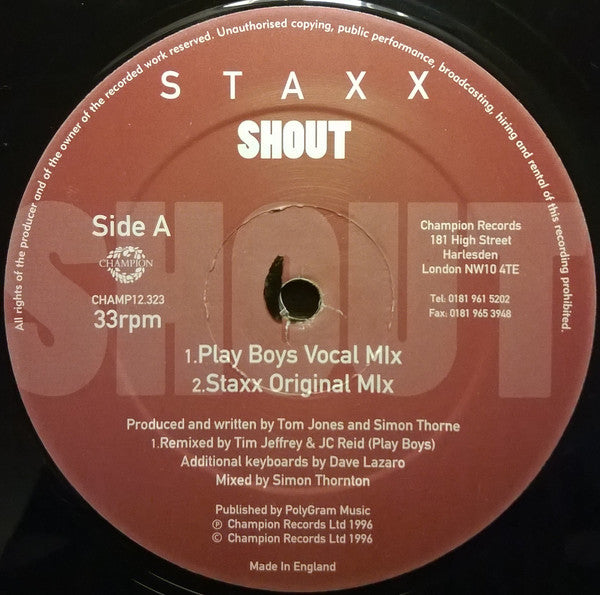 All rights of the producer and of the owner of the recorded work reserved. Unauthorised copying, public performance, broadcasting, hiring and rental of this recording prohibited.
STAXX
SHOUT
SHOUT
Side A
CHAMPION
CHAMP12.323
33rpm
Champion Records
181 High Street
Harlesden
London NW10 4TE
Tel: 0181 961 5202
Fax: 0181 965 3948
1.Play Boys Vocal MIx
2.Staxx Original MIx
Produced and written by Tom Jones and Simon Thorne
1.Remixed by Tim Jeffrey & JC Reid (Play Boys)
Additional keyboards by Dave Lazaro
Mixed by Simon Thornton
Published by PolyGram Music
℗ Champion Records Ltd 1996
© Champion Records Ltd 1996
Made In England